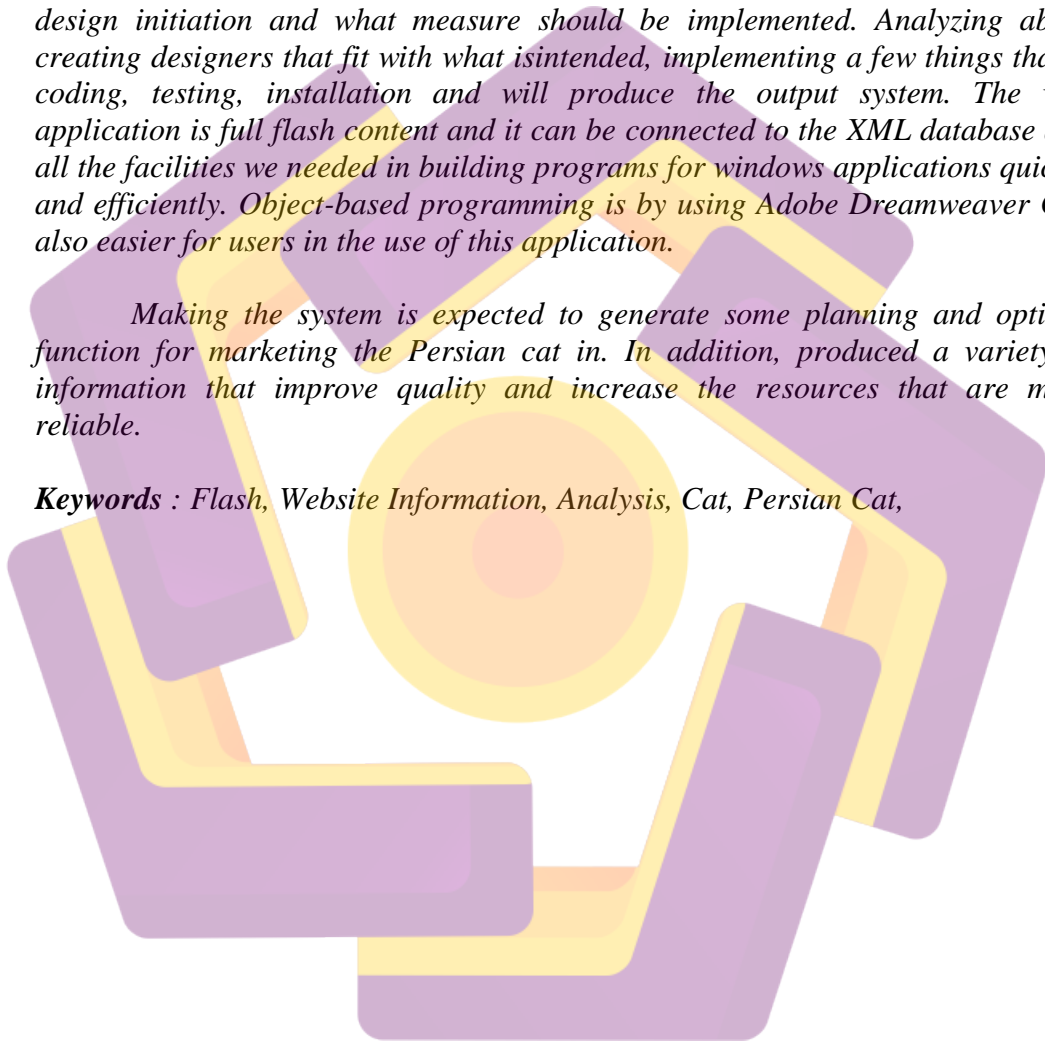 design initiation and what measure should be implemented. Analyzing
creating designers that fit with what isintended, implementing a few things
coding, testing, installation and will produce the output system. The
application is full flash content and it can be connected to the XML database
all the facilities we needed in building programs for windows applications
and efficiently. Object-based programming is by using Adobe Dreamweaver
also easier for users in the use of this application.
Making the system is expected to generate some planning and
function for marketing the Persian cat in. In addition, produced a variety
information that improve quality and increase the resources that are
reliable.
Keywords : Flash, Website Information, Analysis, Cat, Persian Cat,